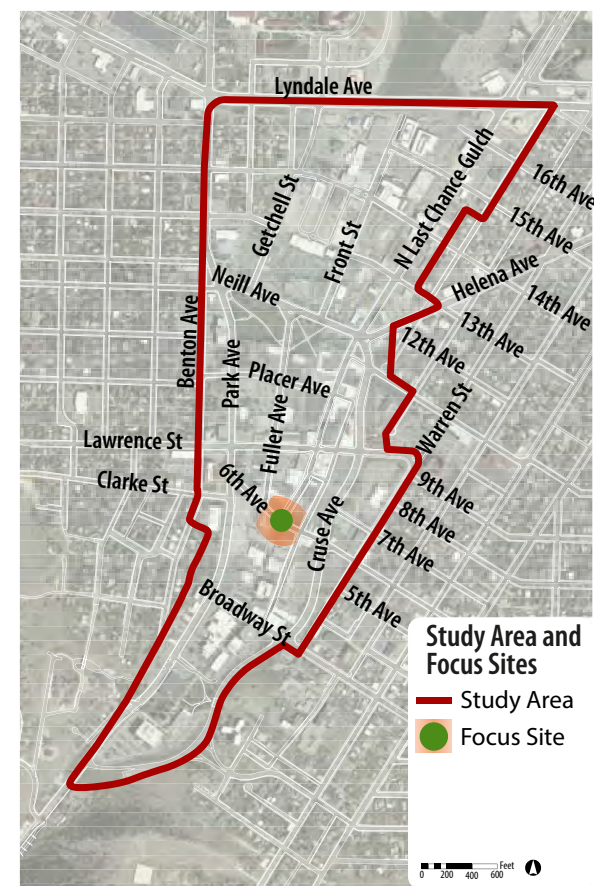 Lyndale Ave
N Last Chance Gulch
16th Ave
Getchell St
Front St
15th Ave
Helena Ave
14th Ave
Neill Ave
13th Ave
12th Ave
Benton Ave
Park Ave
Placer Ave
Fuller Ave
Warren St
Lawrence St
Clarke St
6th Ave
9th Ave
8th Ave
Cruse Ave
7th Ave
5th Ave
Broadway St
Study Area and
Focus Sites
Study Area
Focus Site
Feet
0 200 400 600